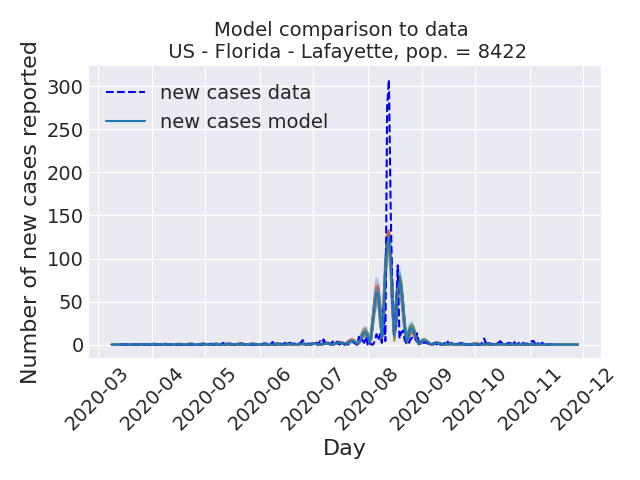 Model comparison to data
US - Florida - Lafayette, pop. = 8422
Number of new cases reported
300
250
200
150
100
50
0
new cases data
new cases model
2020-03
2020-04
2020-05
2020-06
2020-07
2020-08
2020-09
2020-10
2020-11
2020-12
Day